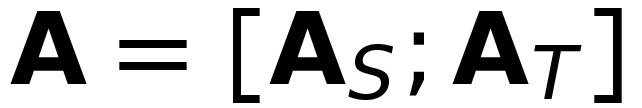 𝐀 = [𝐀_S; 𝐀_T]